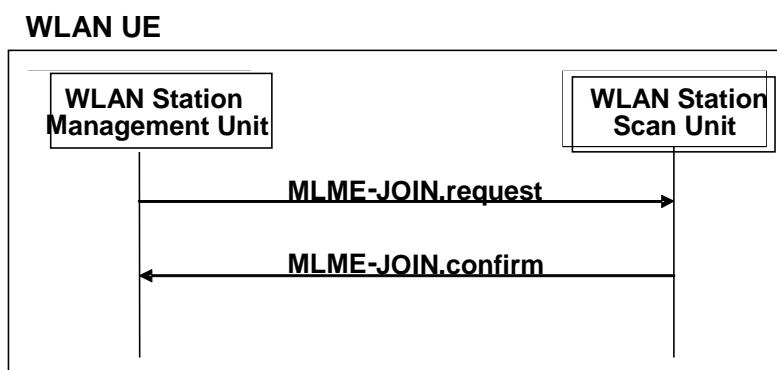 WLAN UE
WLAN Station
Management Unit
WLAN Station
Scan Unit
MLME-JOIN.request
MLME-JOIN.confirm